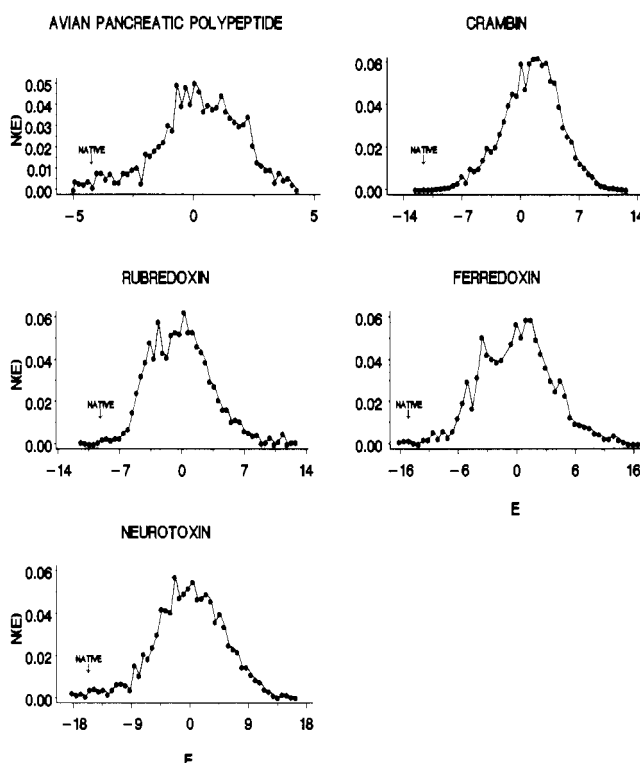 AVIAN PANCREATIC POLYPEPTIDE
N(E)
0.05
0.04
0.03
0.02
0.01
0.00
NATIVE
-5 0 5
CRAMBIN
0.06
0.04
0.02
0.00
NATIVE
-14 -7 0 7 14
RUBREDOXIN
N(E)
0.06
0.04
0.02
0.00
NATIVE
-14 -7 0 7 14
FERREDOXIN
0.06
0.04
0.02
0.00
NATIVE
-16 -6 0 6 16
E
NEUROTOXIN
N(E)
0.06
0.04
0.02
0.00
NATIVE
-18 -9 0 9 18
E